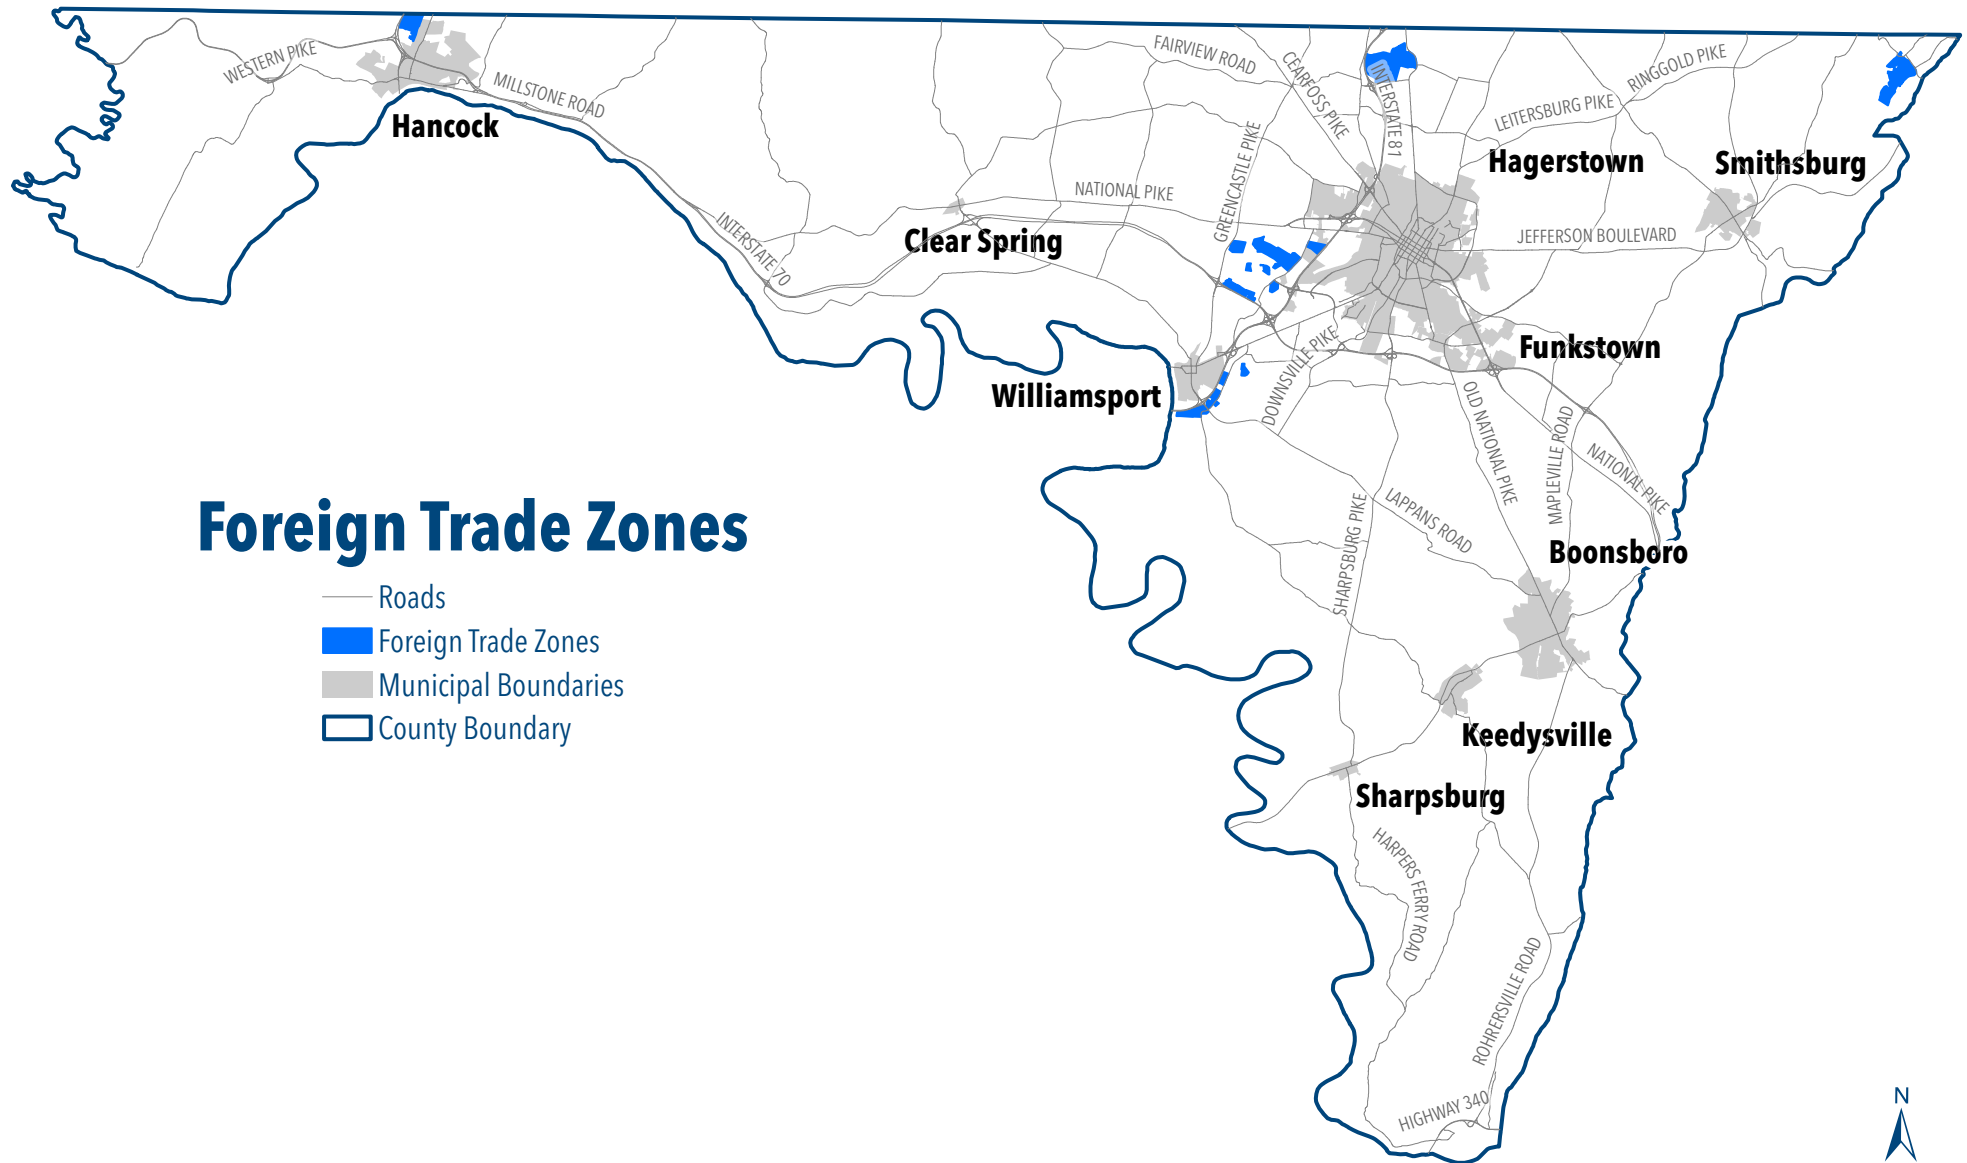 WESTERN PIKE
MILLSTONE ROAD
Hancock
FAIRVIEW ROAD
CEARFOSS PIKE
INTERSTATE 81
RINGGOLD PIKE
LEITERSBURG PIKE
Hagerstown
Smithsburg
GREENCASTLE PIKE
NATIONAL PIKE
INTERSTATE 70
Clear Spring
JEFFERSON BOULEVARD
Funkstown
DOWNSVILLE PIKE
Williamsport
OLD NATIONAL PIKE
MAPLEVILLE ROAD
NATIONAL PIKE
SHARPSBURG PIKE
LAPPANS ROAD
Boonsboro
Foreign Trade Zones
Roads
Foreign Trade Zones
Municipal Boundaries
County Boundary
Keedysville
Sharpsburg
HARPERS FERRY ROAD
ROHRERSVILLE ROAD
HIGHWAY 340
N